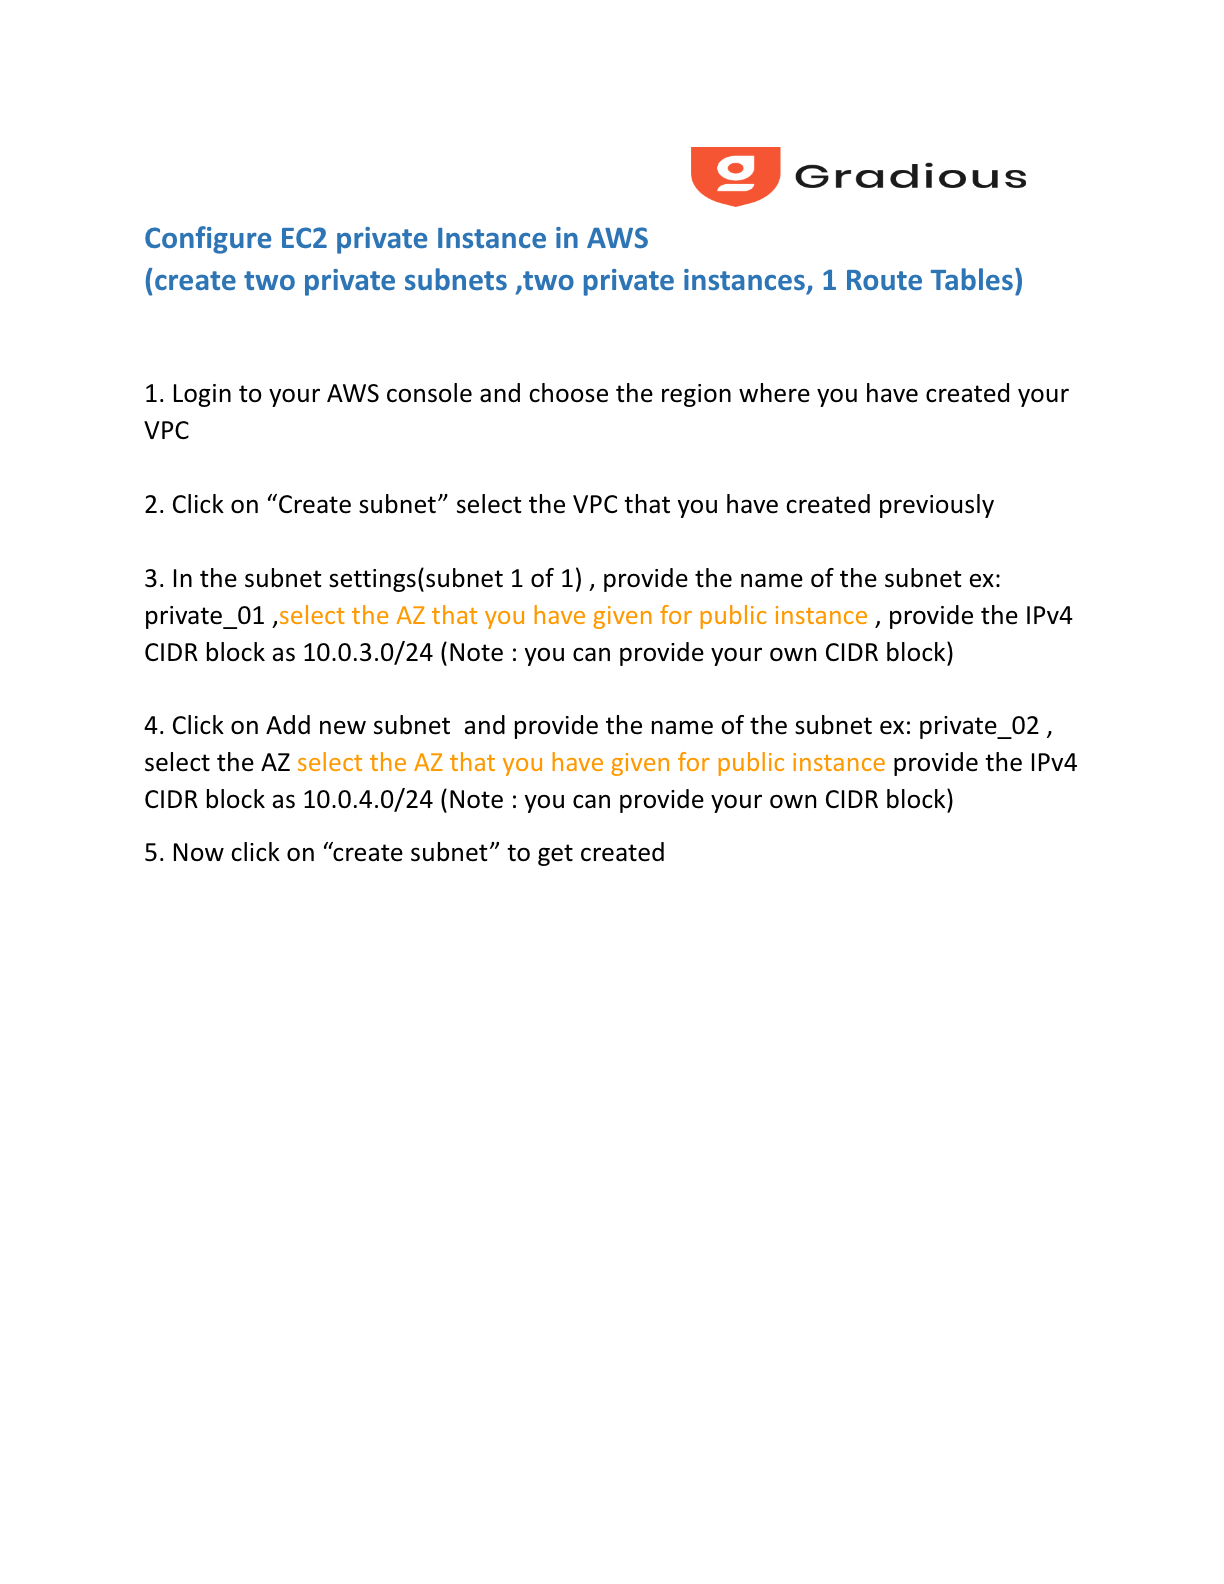 Gradious
Configure EC2 private Instance in AWS
(create two private subnets ,two private instances, 1 Route Tables)
1. Login to your AWS console and choose the region where you have created your
VPC
2. Click on “Create subnet” select the VPC that you have created previously
3. In the subnet settings(subnet 1 of 1) , provide the name of the subnet ex:
private_01 ,select the AZ that you have given for public instance , provide the IPv4
CIDR block as 10.0.3.0/24 (Note : you can provide your own CIDR block)
4. Click on Add new subnet  and provide the name of the subnet ex: private_02 ,
select the AZ select the AZ that you have given for public instance provide the IPv4
CIDR block as 10.0.4.0/24 (Note : you can provide your own CIDR block)
5. Now click on “create subnet” to get created